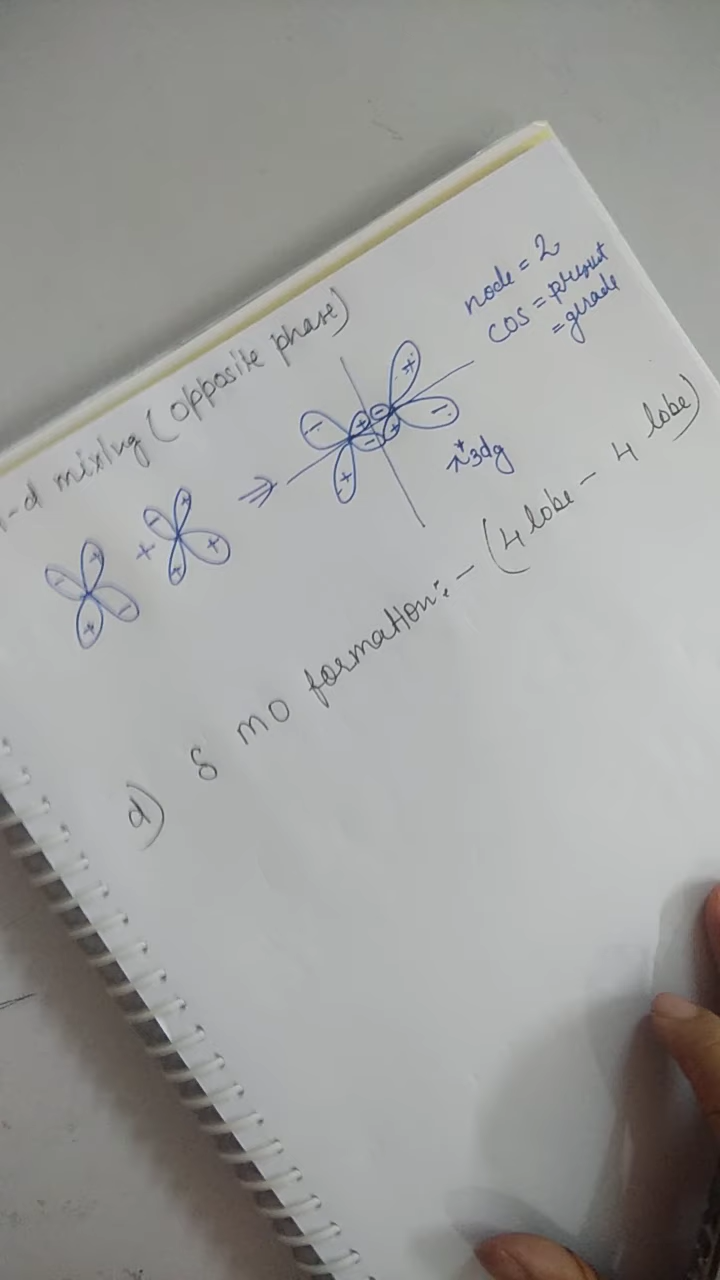 -d mixing (opposite phase)
node = 2
COS = present
= gerade
- + - +
+
- + + +
⇒
- + - + + - + -
π*3dg
d) δ MO formation:- (4 lobe - 4 lobe)